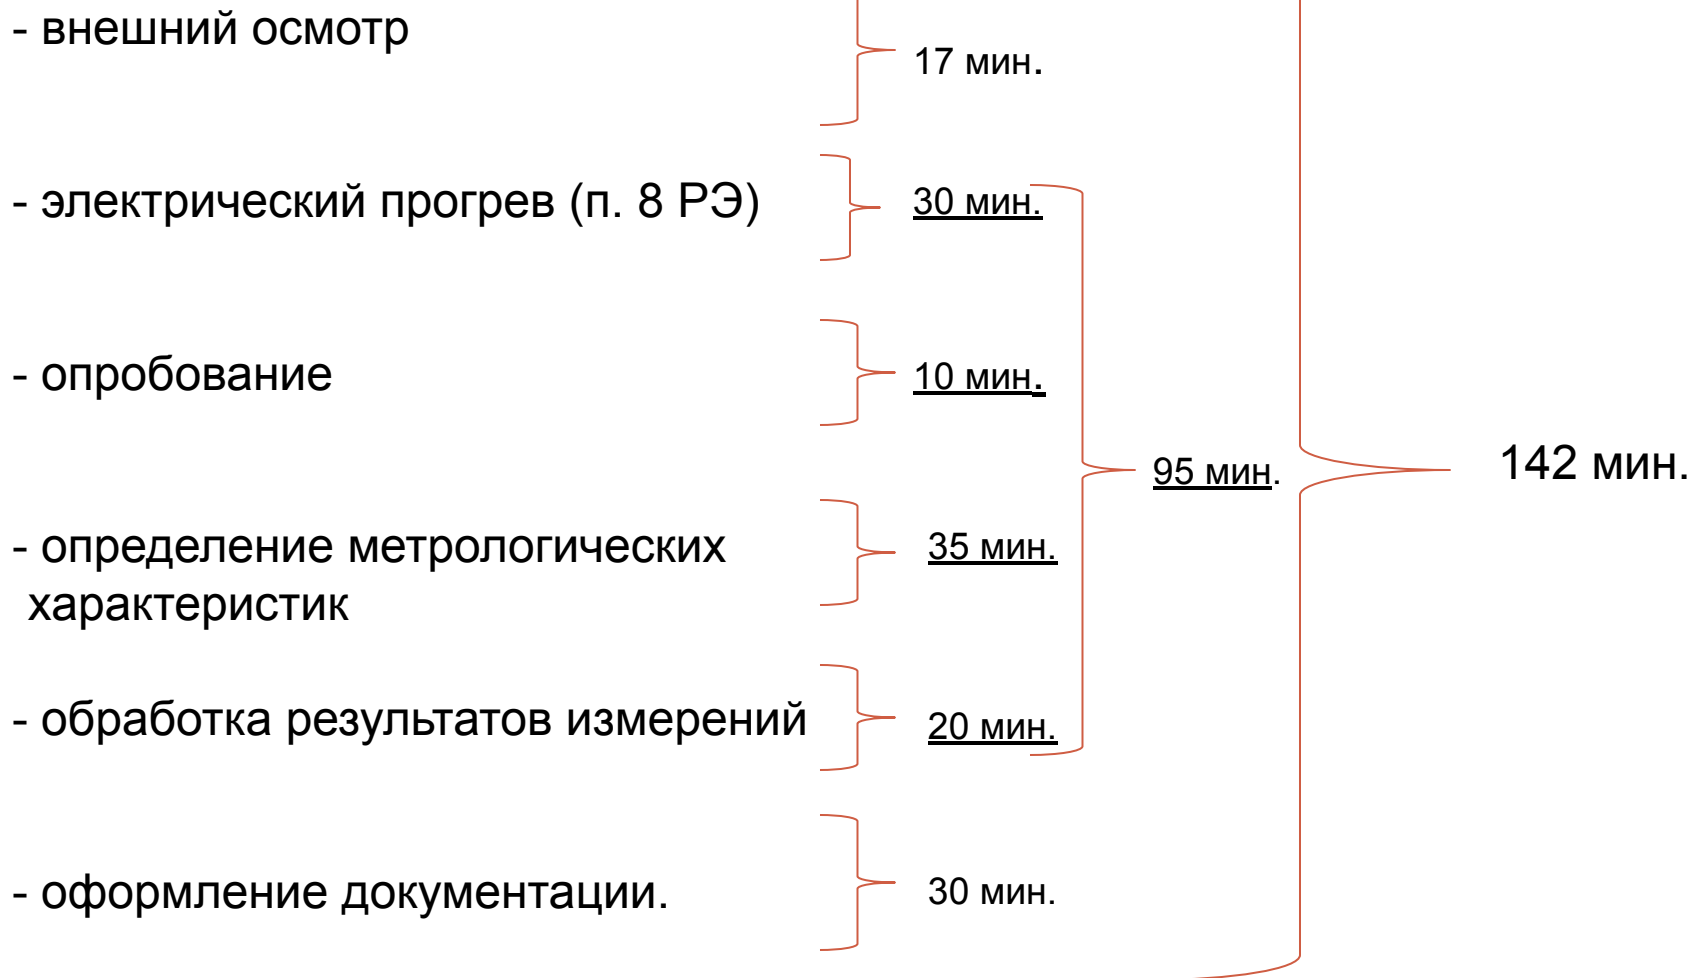 - внешний осмотр
17 мин.
- электрический прогрев (п. 8 РЭ)
30 мин.
- опробование
10 мин.
95 мин.
142 мин.
- определение метрологических
характеристик
35 мин.
- обработка результатов измерений
20 мин.
- оформление документации.
30 мин.